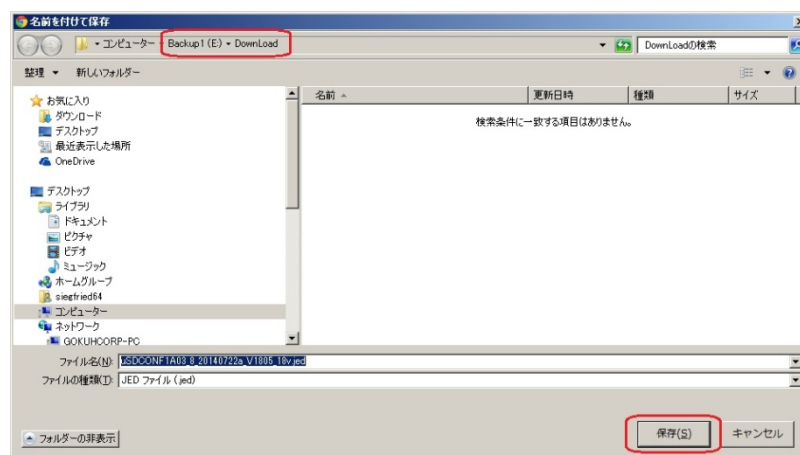 名前を付けて保存
コンピューター Backup1 (E:) DownLoad DownLoadの検索
整理 新しいフォルダー
名前 更新日時 種類 サイズ
検索条件に一致する項目はありません。
お気に入り
ダウンロード
デスクトップ
最近表示した場所
OneDrive
デスクトップ
ライブラリ
ドキュメント
ピクチャ
ビデオ
ミュージック
ホームグループ
siegfried64
コンピューター
ネットワーク
GOKUHCORP-PC
ファイル名(N):
ファイルの種類(T): JED ファイル (.jed)
フォルダーの非表示 保存(S) キャンセル